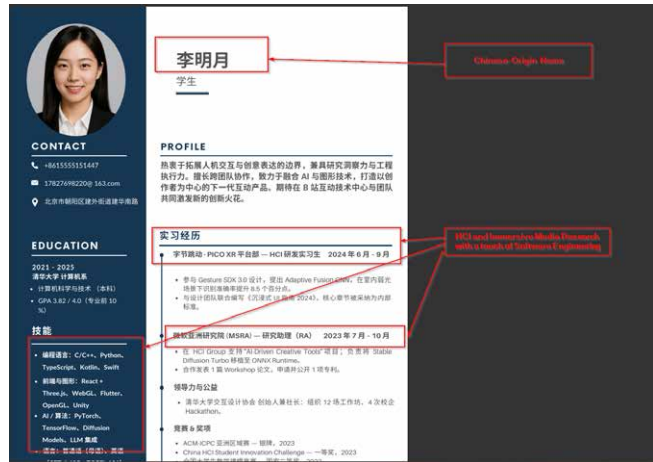 李明月
学生
Chinese-Origin Name
CONTACT
+8615555151447
17827698220@ 163.com
北京市朝阳区建外街道建华南路
EDUCATION
2021 - 2025
清华大学 计算机系
• 计算机科学与技术 （本科）
• GPA 3.82 / 4.0（专业前 10
%）
技能
• 编程语言：C/C++、Python、
TypeScript、Kotlin、Swift
• 前端与图形：React +
Three.js、WebGL、Flutter、
OpenGL、Unity
• AI / 算法：PyTorch、
TensorFlow、Diffusion
Models、LLM 集成
• 语言：普通话（母语）、英语
PROFILE
热衷于拓展人机交互与创意表达的边界，兼具研究洞察力与工程
执行力。擅长跨团队协作，致力于融合 AI 与图形技术，打造以创
作者为中心的下一代互动产品。期待在 B 站互动技术中心与团队
共同激发新的创新火花。
实习经历
字节跳动 · PICO XR 平台部 — HCI 研发实习生 2024 年 6 月 - 9 月
• 参与 Gesture SDK 3.0 设计，提出 Adaptive Fusion CNN，在室内弱光
场景下识别准确率提升 8.5 个百分点。
• 与设计团队合编写《沉浸式 UI 指南 2024》，核心章节被采纳为内部
标准。
微软亚洲研究院 (MSRA) — 研究助理（RA） 2023 年 7 月 - 10 月
• 在 HCI Group 支持 "AI-Driven Creative Tools" 项目；负责将 Stable
Diffusion Turbo 移植至 ONNX Runtime。
• 合作发表 1 篇 Workshop 论文，申请并公开 1 项专利。
领导力与公益
• 清华大学交互设计协会 创始人兼社长：组织 12 场工作坊、4 次校企
Hackathon。
竞赛 & 奖项
• ACM-ICPC 亚洲区域赛 — 银牌，2023
• China HCI Student Innovation Challenge — 一等奖，2023
HCI and Immersive Media Research
with a touch of Software Engineering